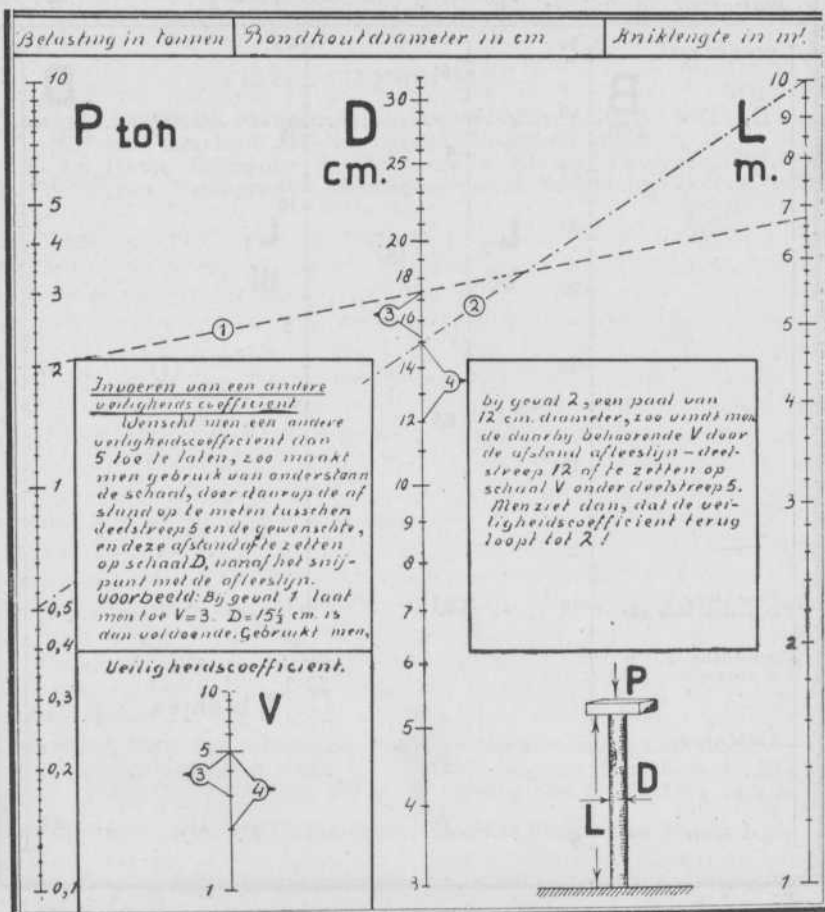 Belasting in tonnen
Rondhoutdiameter in cm
Kniklengte in m¹.
P ton
D
cm.
L
m.
10
5
4
3
2
1
0,5
0,4
0,3
0,2
0,1
30
25
20
18
16
14
12
10
9
8
7
6
5
4
3
10
9
8
7
6
5
4
3
2
1
1
2
3
4
Invoeren van een andere
veiligheidscoefficient
Wenscht men een andere
veiligheidscoefficient dan
5 toe te laten, zoo maakt
men gebruik van onderstaan
de schaal, door daarop de af
stand op te meten tusschen
deelstreep 5 en de gewenschte,
en deze afstand af te zetten
op schaal D, vanaf het snij-
punt met de afleeslijn.
Voorbeeld: Bij geval 1 laat
men toe V=3. D=15½ cm. is
dan voldoende. Gebruikt men,
bij geval 2, een paal van
12 cm. diameter, zoo vindt men
de daarbij behoorende V door
de afstand afleeslijn-deel-
streep 12 af te zetten op
schaal V onder deelstreep 5.
Men ziet dan, dat de vei-
ligheidscoefficient terug
loopt tot 2!
Veiligheidscoefficient.
10
V
5
3
4
1
P
D
L